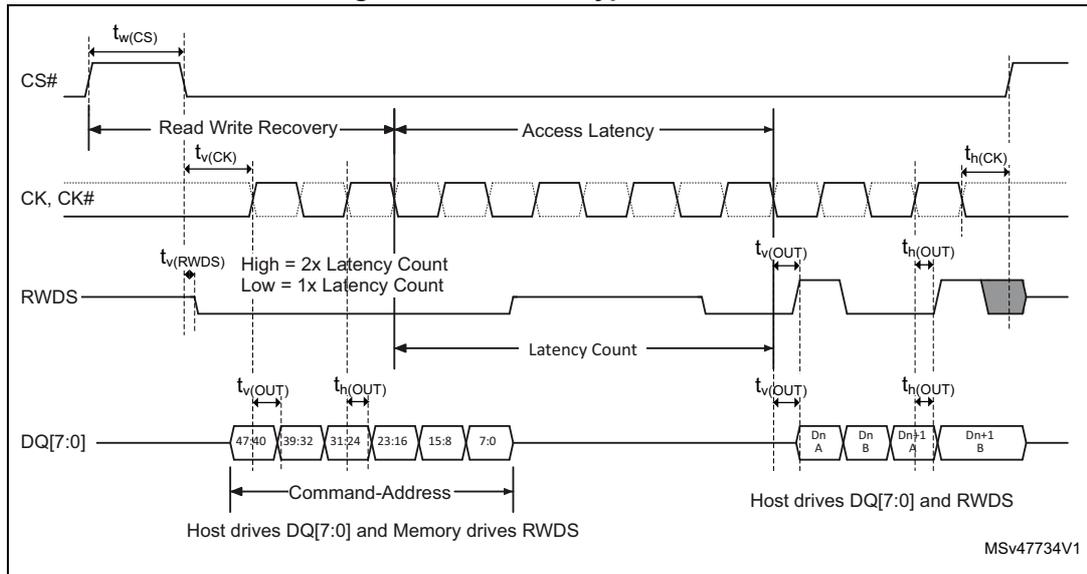 tw(CS)
CS#
Read Write Recovery
Access Latency
tv(CK)
th(CK)
CK, CK#
tv(RWDS)
High = 2x Latency Count
Low = 1x Latency Count
tv(OUT)
th(OUT)
RWDS
Latency Count
tv(OUT)
th(OUT)
tv(OUT)
th(OUT)
DQ[7:0]
47:40 39:32 31:24 23:16 15:8 7:0
Dn A Dn B Dn+1 A Dn+1 B
Command-Address
Host drives DQ[7:0] and RWDS
Host drives DQ[7:0] and Memory drives RWDS
MSv47734V1